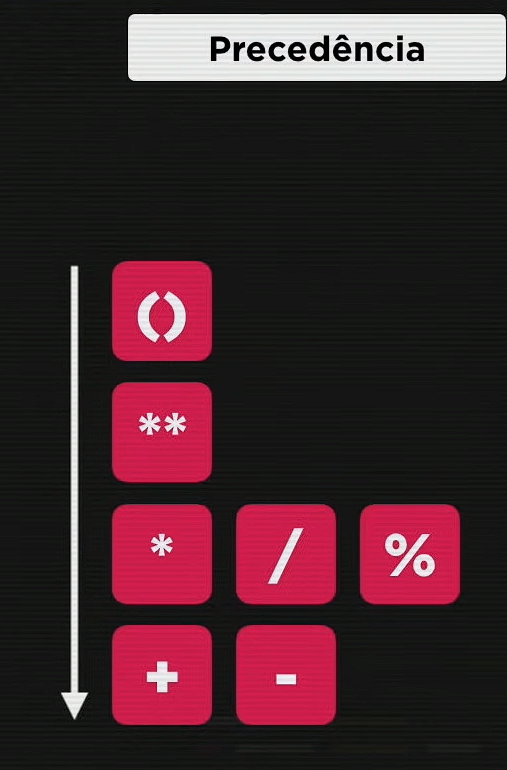 Precedência
()
**
* / %
+ -